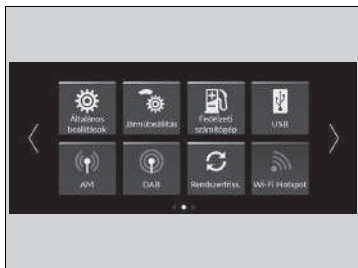 Általános
beállítások
Járműbeállítás
Fedélzeti
számítógép
USB
AM
DAB
Rendszerfriss.
Wi-Fi Hotspot